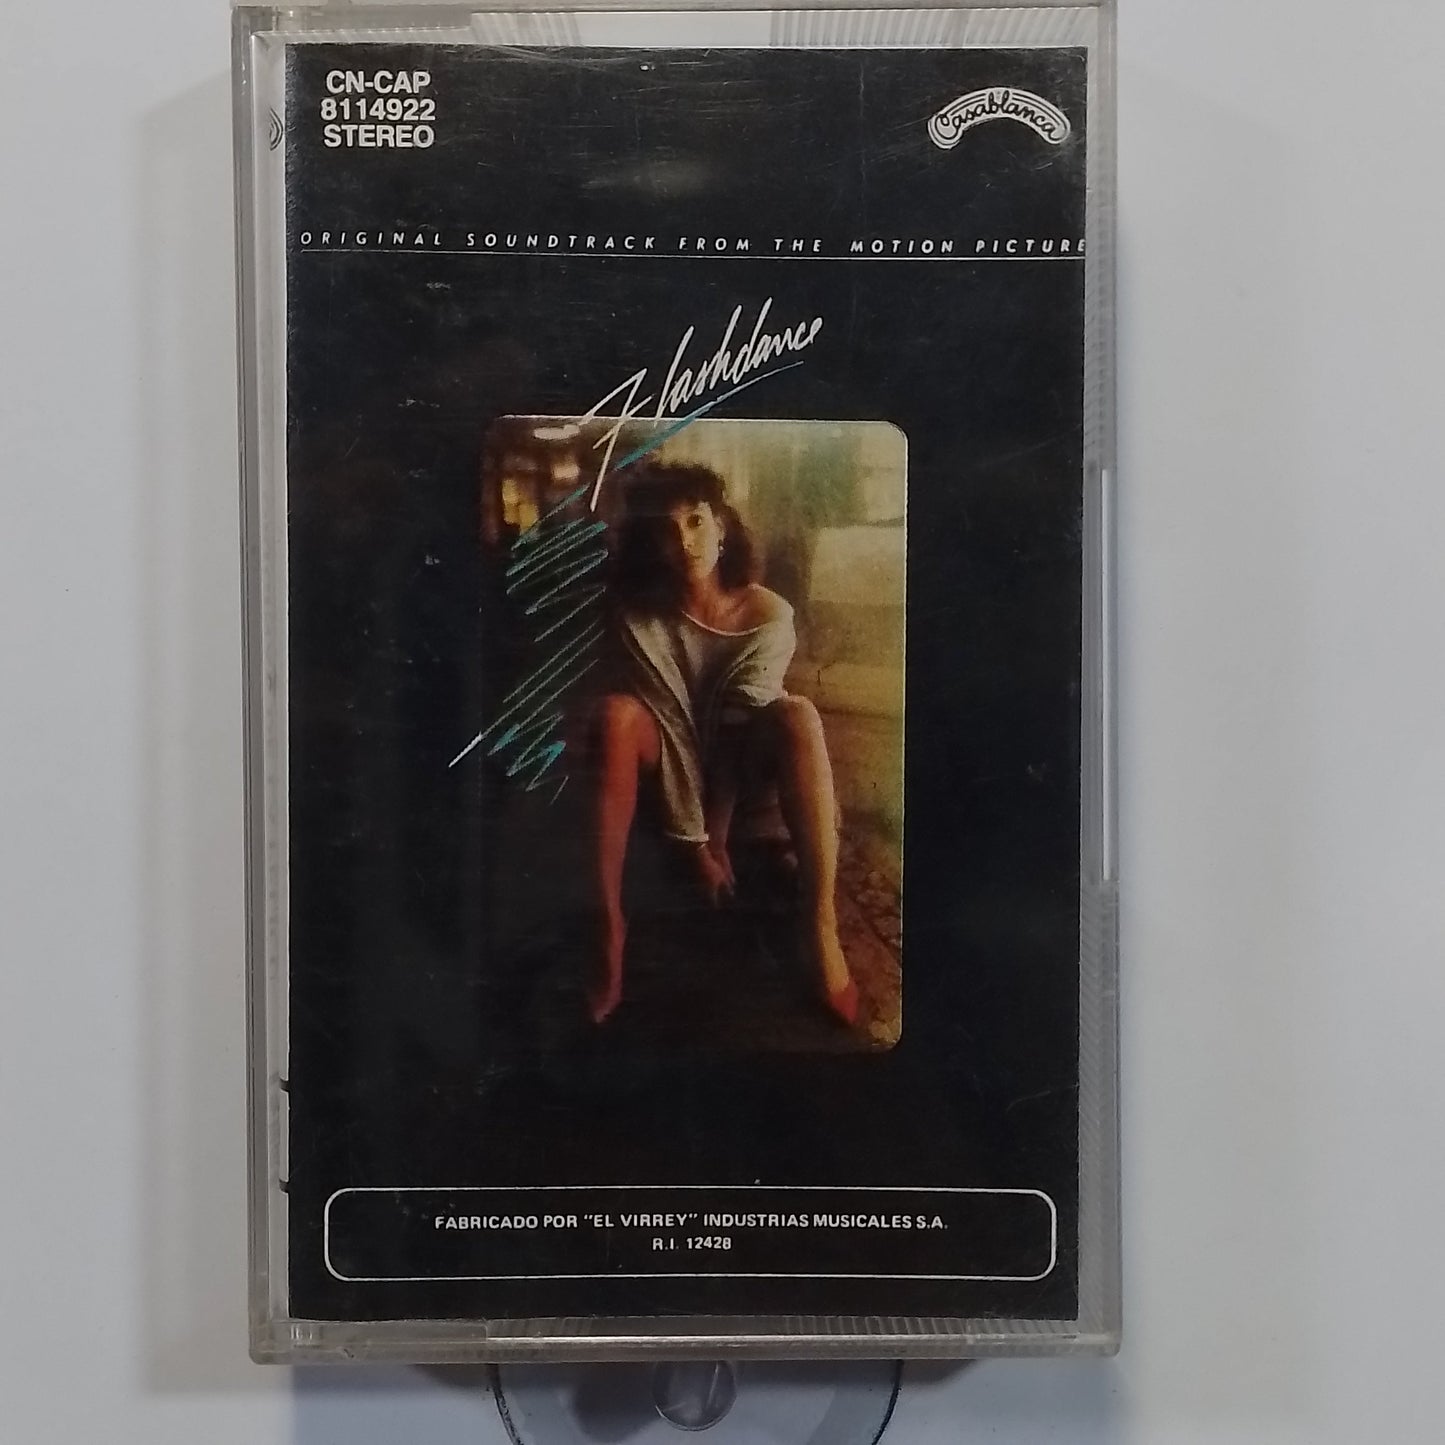 CN-CAP
8114922
STEREO
Casablanca
ORIGINAL SOUNDTRACK FROM THE MOTION PICTURE
Flashdance
FABRICADO POR "EL VIRREY" INDUSTRIAS MUSICALES S.A.
R.I. 12428